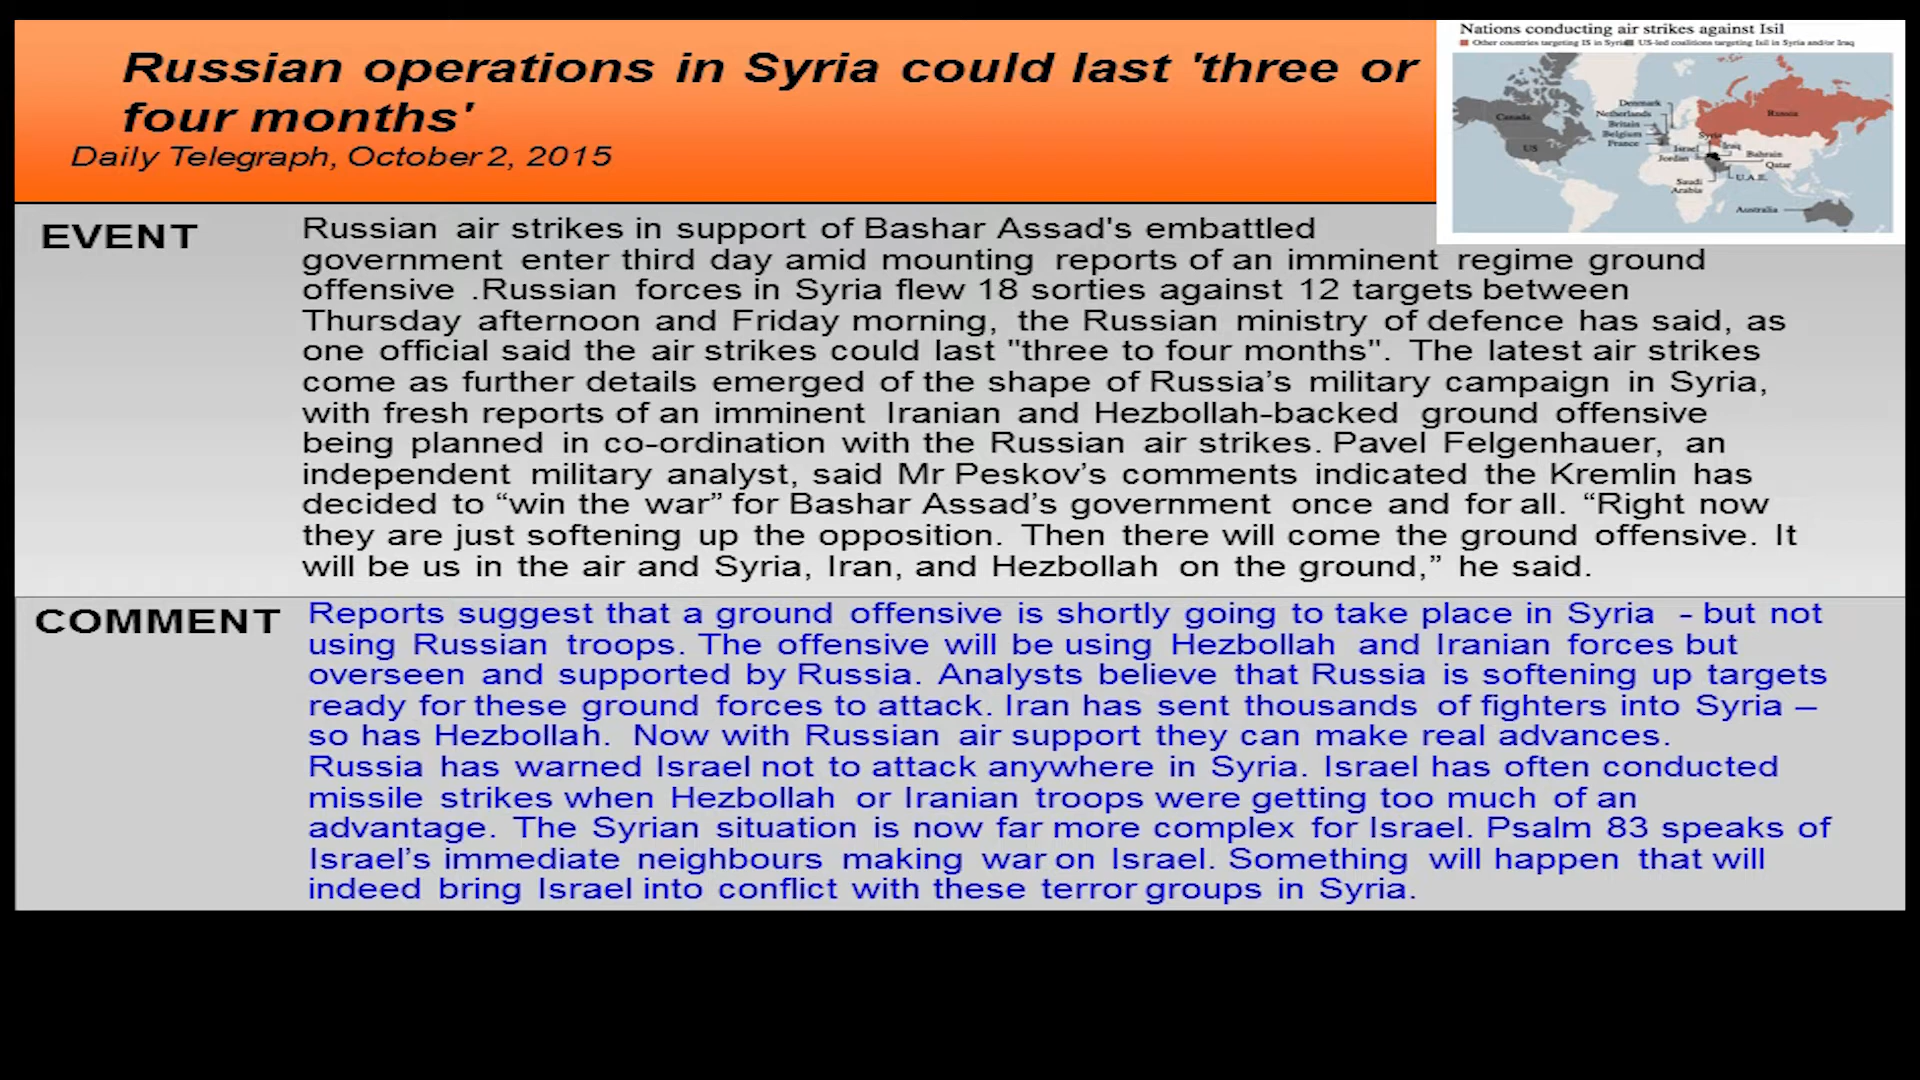 Russian operations in Syria could last 'three or
four months'
Daily Telegraph, October 2, 2015
Nations conducting air strikes against Isil
Other countries targeting IS in Syria US-led coalitions targeting Isil in Syria and/or Iraq
Canada
US
Denmark
Netherlands
Britain
Belgium
France
Russia
Syria
Israel
Iraq
Jordan
Bahrain
Qatar
Saudi
Arabia
U.A.E.
Australia
EVENT
Russian air strikes in support of Bashar Assad's embattled
government enter third day amid mounting reports of an imminent regime ground
offensive .Russian forces in Syria flew 18 sorties against 12 targets between
Thursday afternoon and Friday morning, the Russian ministry of defence has said, as
one official said the air strikes could last "three to four months". The latest air strikes
come as further details emerged of the shape of Russia’s military campaign in Syria,
with fresh reports of an imminent Iranian and Hezbollah-backed ground offensive
being planned in co-ordination with the Russian air strikes. Pavel Felgenhauer, an
independent military analyst, said Mr Peskov’s comments indicated the Kremlin has
decided to “win the war” for Bashar Assad’s government once and for all. “Right now
they are just softening up the opposition. Then there will come the ground offensive. It
will be us in the air and Syria, Iran, and Hezbollah on the ground,” he said.
COMMENT
Reports suggest that a ground offensive is shortly going to take place in Syria - but not
using Russian troops. The offensive will be using Hezbollah and Iranian forces but
overseen and supported by Russia. Analysts believe that Russia is softening up targets
ready for these ground forces to attack. Iran has sent thousands of fighters into Syria –
so has Hezbollah. Now with Russian air support they can make real advances.
Russia has warned Israel not to attack anywhere in Syria. Israel has often conducted
missile strikes when Hezbollah or Iranian troops were getting too much of an
advantage. The Syrian situation is now far more complex for Israel. Psalm 83 speaks of
Israel’s immediate neighbours making war on Israel. Something will happen that will
indeed bring Israel into conflict with these terror groups in Syria.